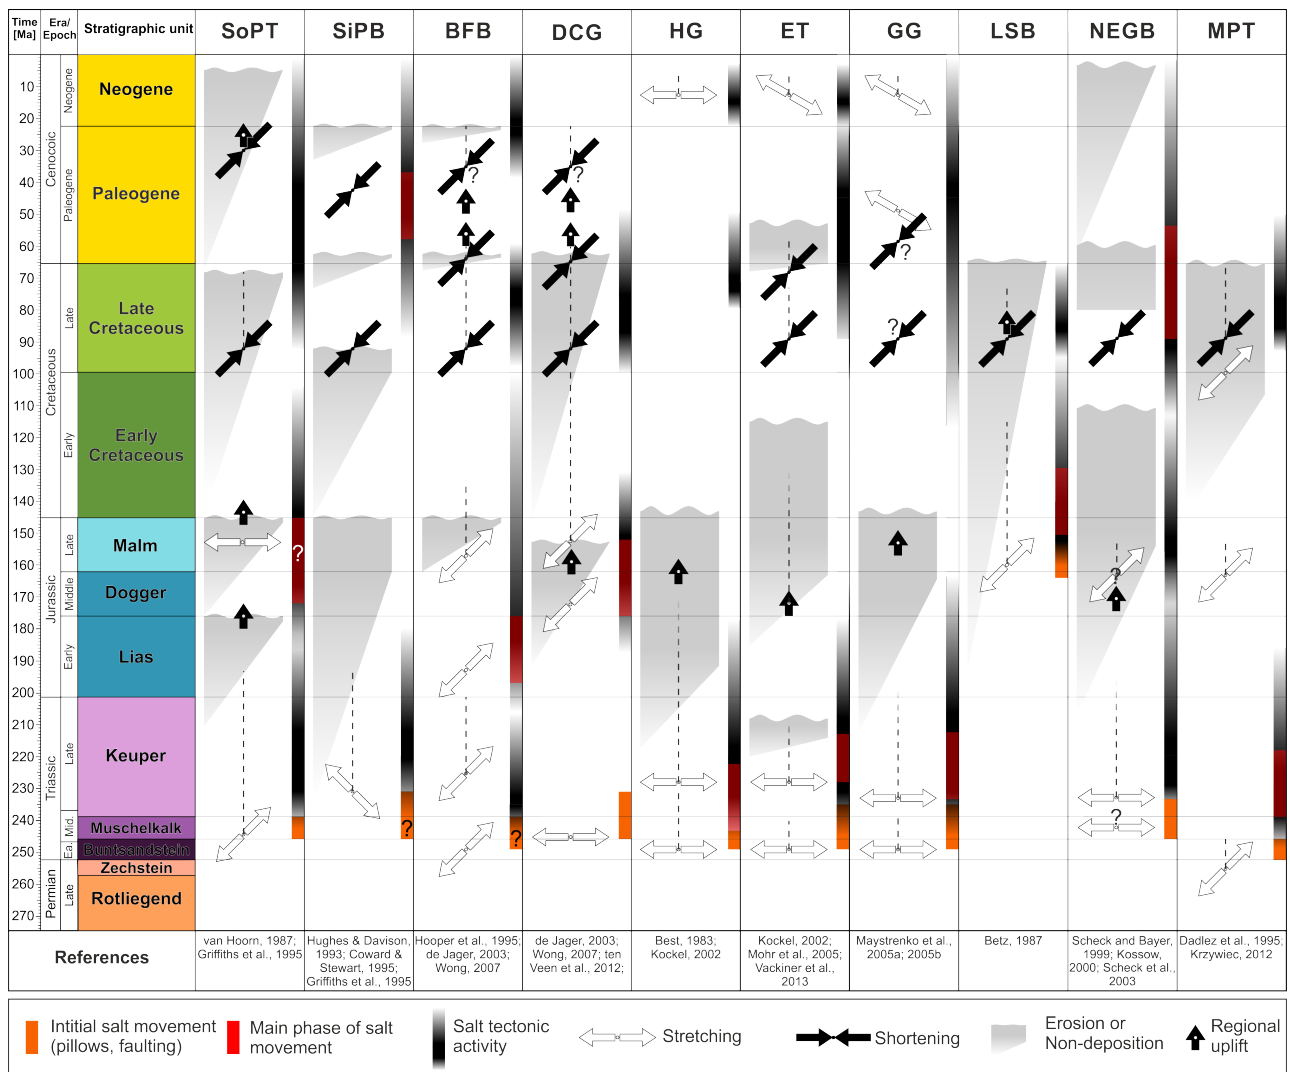 Time
[Ma]
Era/
Epoch
Stratigraphic unit
SoPT
SiPB
BFB
DCG
HG
ET
GG
LSB
NEGB
MPT
10
20
30
40
50
60
70
80
90
100
110
120
130
140
150
160
170
180
190
200
210
220
230
240
250
260
270
Cenocoic
Cretaceous
Jurassic
Triassic
Permian
Neogene
Paleogene
Late
Early
Late
Middle
Early
Late
Mid.
Ea.
Late
Neogene
Paleogene
Late
Cretaceous
Early
Cretaceous
Malm
Dogger
Lias
Keuper
Muschelkalk
Buntsandstein
Zechstein
Rotliegend
?
?
?
?
?
?
?
?
?
?
References
van Hoorn, 1987;
Griffiths et al., 1995
Hughes & Davison,
1993; Coward &
Stewart, 1995;
Griffiths et al., 1995
Hooper et al., 1995;
de Jager, 2003;
Wong, 2007
de Jager, 2003;
Wong, 2007; ten
Veen et al., 2012;
Best, 1983;
Kockel, 2002
Kockel, 2002;
Mohr et al., 2005;
Vackiner et al.,
2013
Maystrenko et al.,
2005a; 2005b
Betz, 1987
Scheck and Bayer,
1999; Kossow,
2000; Scheck et al.,
2003
Dadlez et al., 1995;
Krzywiec, 2012
Intitial salt movement
(pillows, faulting)
Main phase of salt
movement
Salt tectonic
activity
Stretching
Shortening
Erosion or
Non-deposition
Regional
uplift